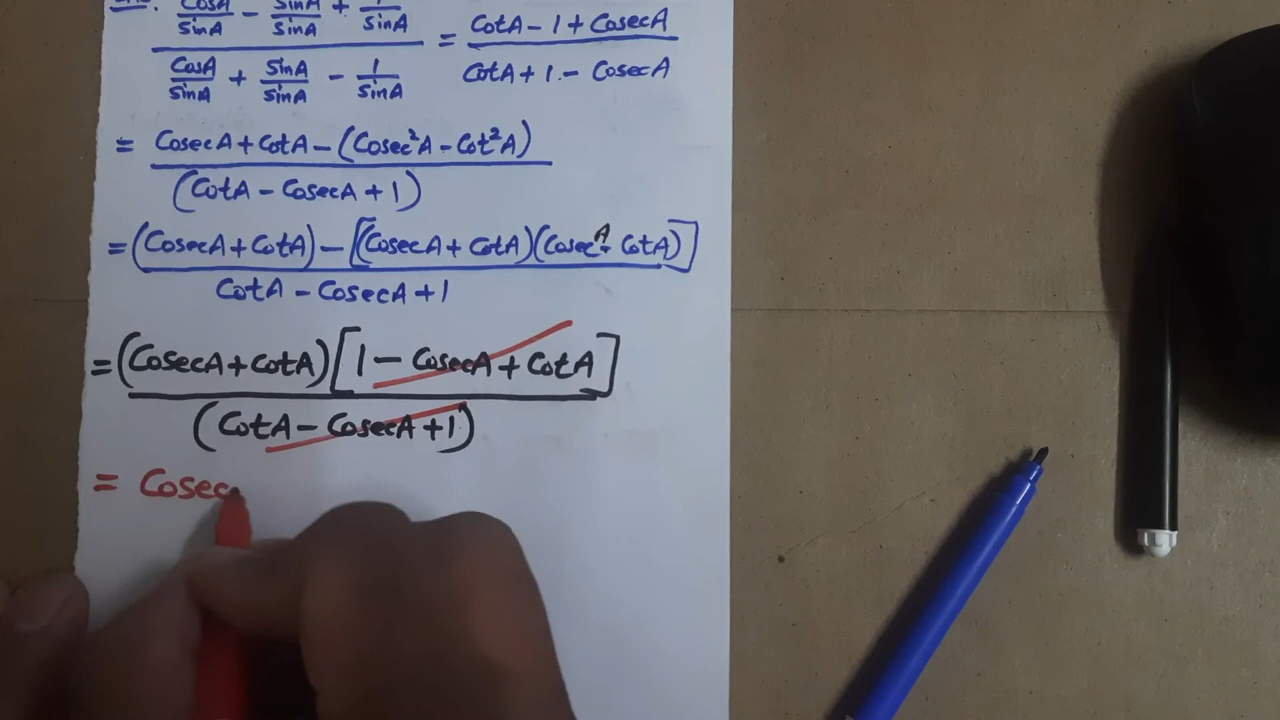 CosA/SinA - SinA/SinA + 1/SinA
CosA/SinA + SinA/SinA - 1/SinA = CotA - 1 + CosecA / CotA + 1 - CosecA
= CosecA + CotA - (Cosec²A - Cot²A)
(CotA - CosecA + 1)
= (CosecA + CotA) - [(CosecA + CotA)(CosecA - CotA)]
CotA - CosecA + 1
= (CosecA + CotA)[1 - CosecA + CotA]
(CotA - CosecA + 1)
= Cosec